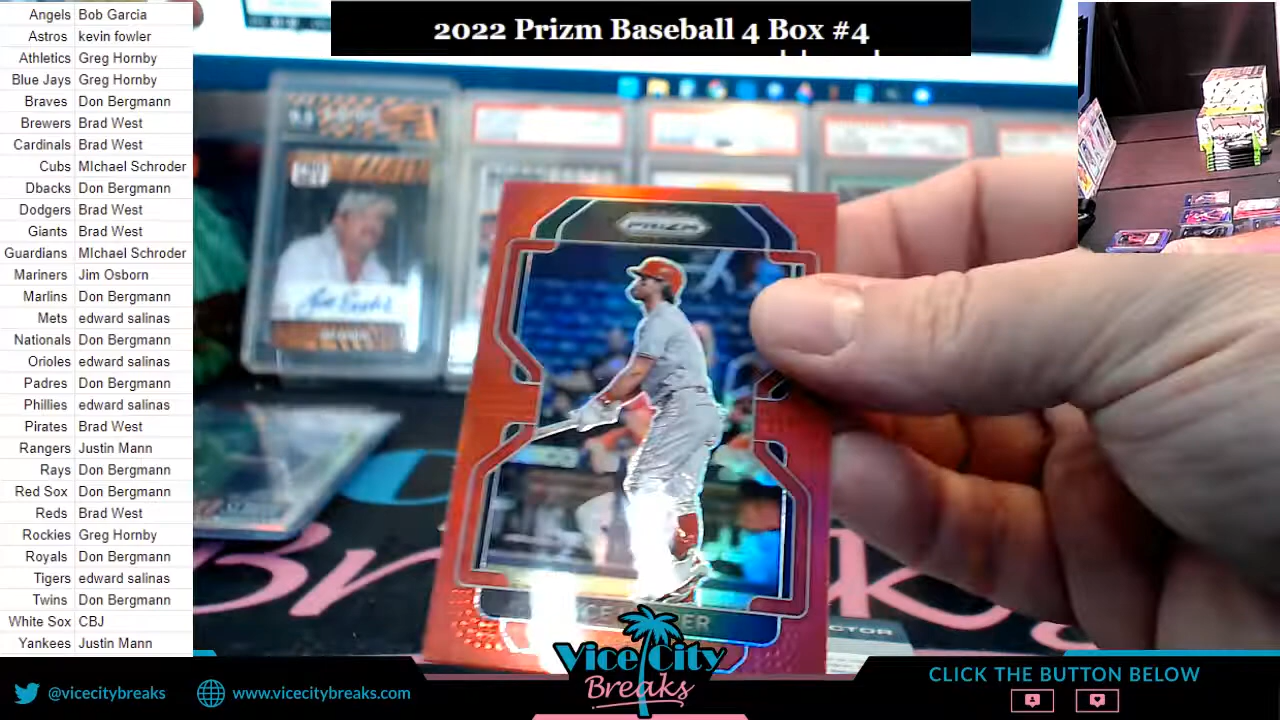 2022 Prizm Baseball 4 Box #4
Angels Bob Garcia
Astros kevin fowler
Athletics Greg Hornby
Blue Jays Greg Hornby
Braves Don Bergmann
Brewers Brad West
Cardinals Brad West
Cubs MIchael Schroder
Dbacks Don Bergmann
Dodgers Brad West
Giants Brad West
Guardians MIchael Schroder
Mariners Jim Osborn
Marlins Don Bergmann
Mets edward salinas
Nationals Don Bergmann
Orioles edward salinas
Padres Don Bergmann
Phillies edward salinas
Pirates Brad West
Rangers Justin Mann
Rays Don Bergmann
Red Sox Don Bergmann
Reds Brad West
Rockies Greg Hornby
Royals Don Bergmann
Tigers edward salinas
Twins Don Bergmann
White Sox CBJ
Yankees Justin Mann
PRIZM
Vice City
Breaks
@vicecitybreaks
www.vicecitybreaks.com
CLICK THE BUTTON BELOW